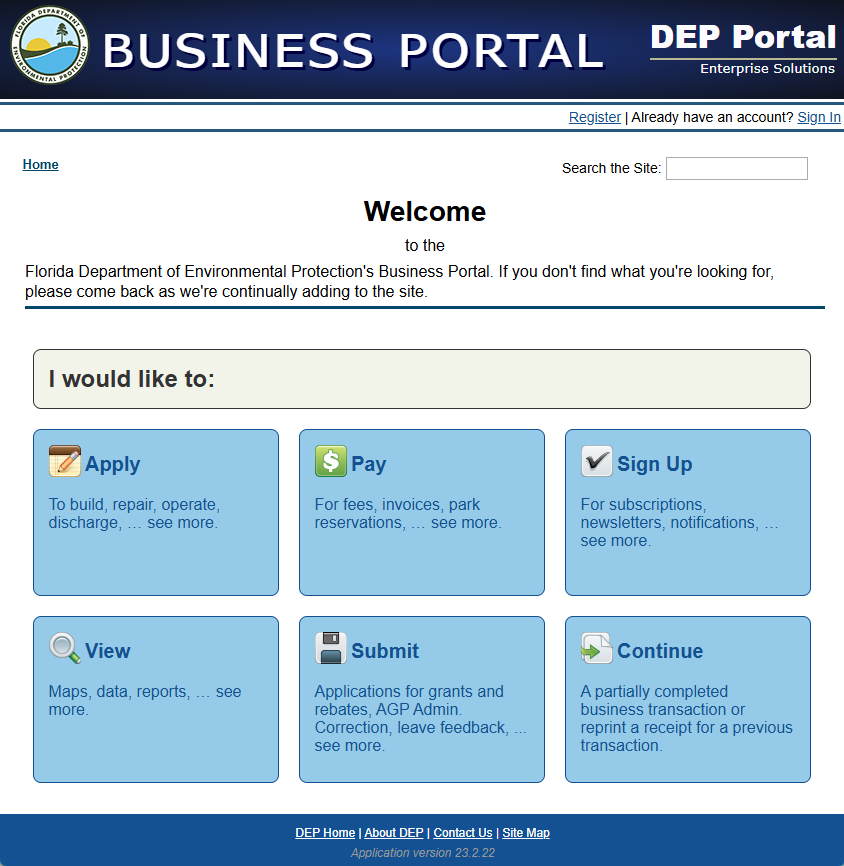 FLORIDA DEPARTMENT OF
ENVIRONMENTAL PROTECTION
BUSINESS PORTAL
DEP Portal
Enterprise Solutions
Register | Already have an account? Sign In
Home
Search the Site:
Welcome
to the
Florida Department of Environmental Protection's Business Portal. If you don't find what you're looking for,
please come back as we're continually adding to the site.
I would like to:
Apply
To build, repair, operate,
discharge, … see more.
Pay
For fees, invoices, park
reservations, … see more.
Sign Up
For subscriptions,
newsletters, notifications, …
see more.
View
Maps, data, reports, … see
more.
Submit
Applications for grants and
rebates, AGP Admin.
Correction, leave feedback, ...
see more.
Continue
A partially completed
business transaction or
reprint a receipt for a previous
transaction.
DEP Home | About DEP | Contact Us | Site Map
Application version 23.2.22